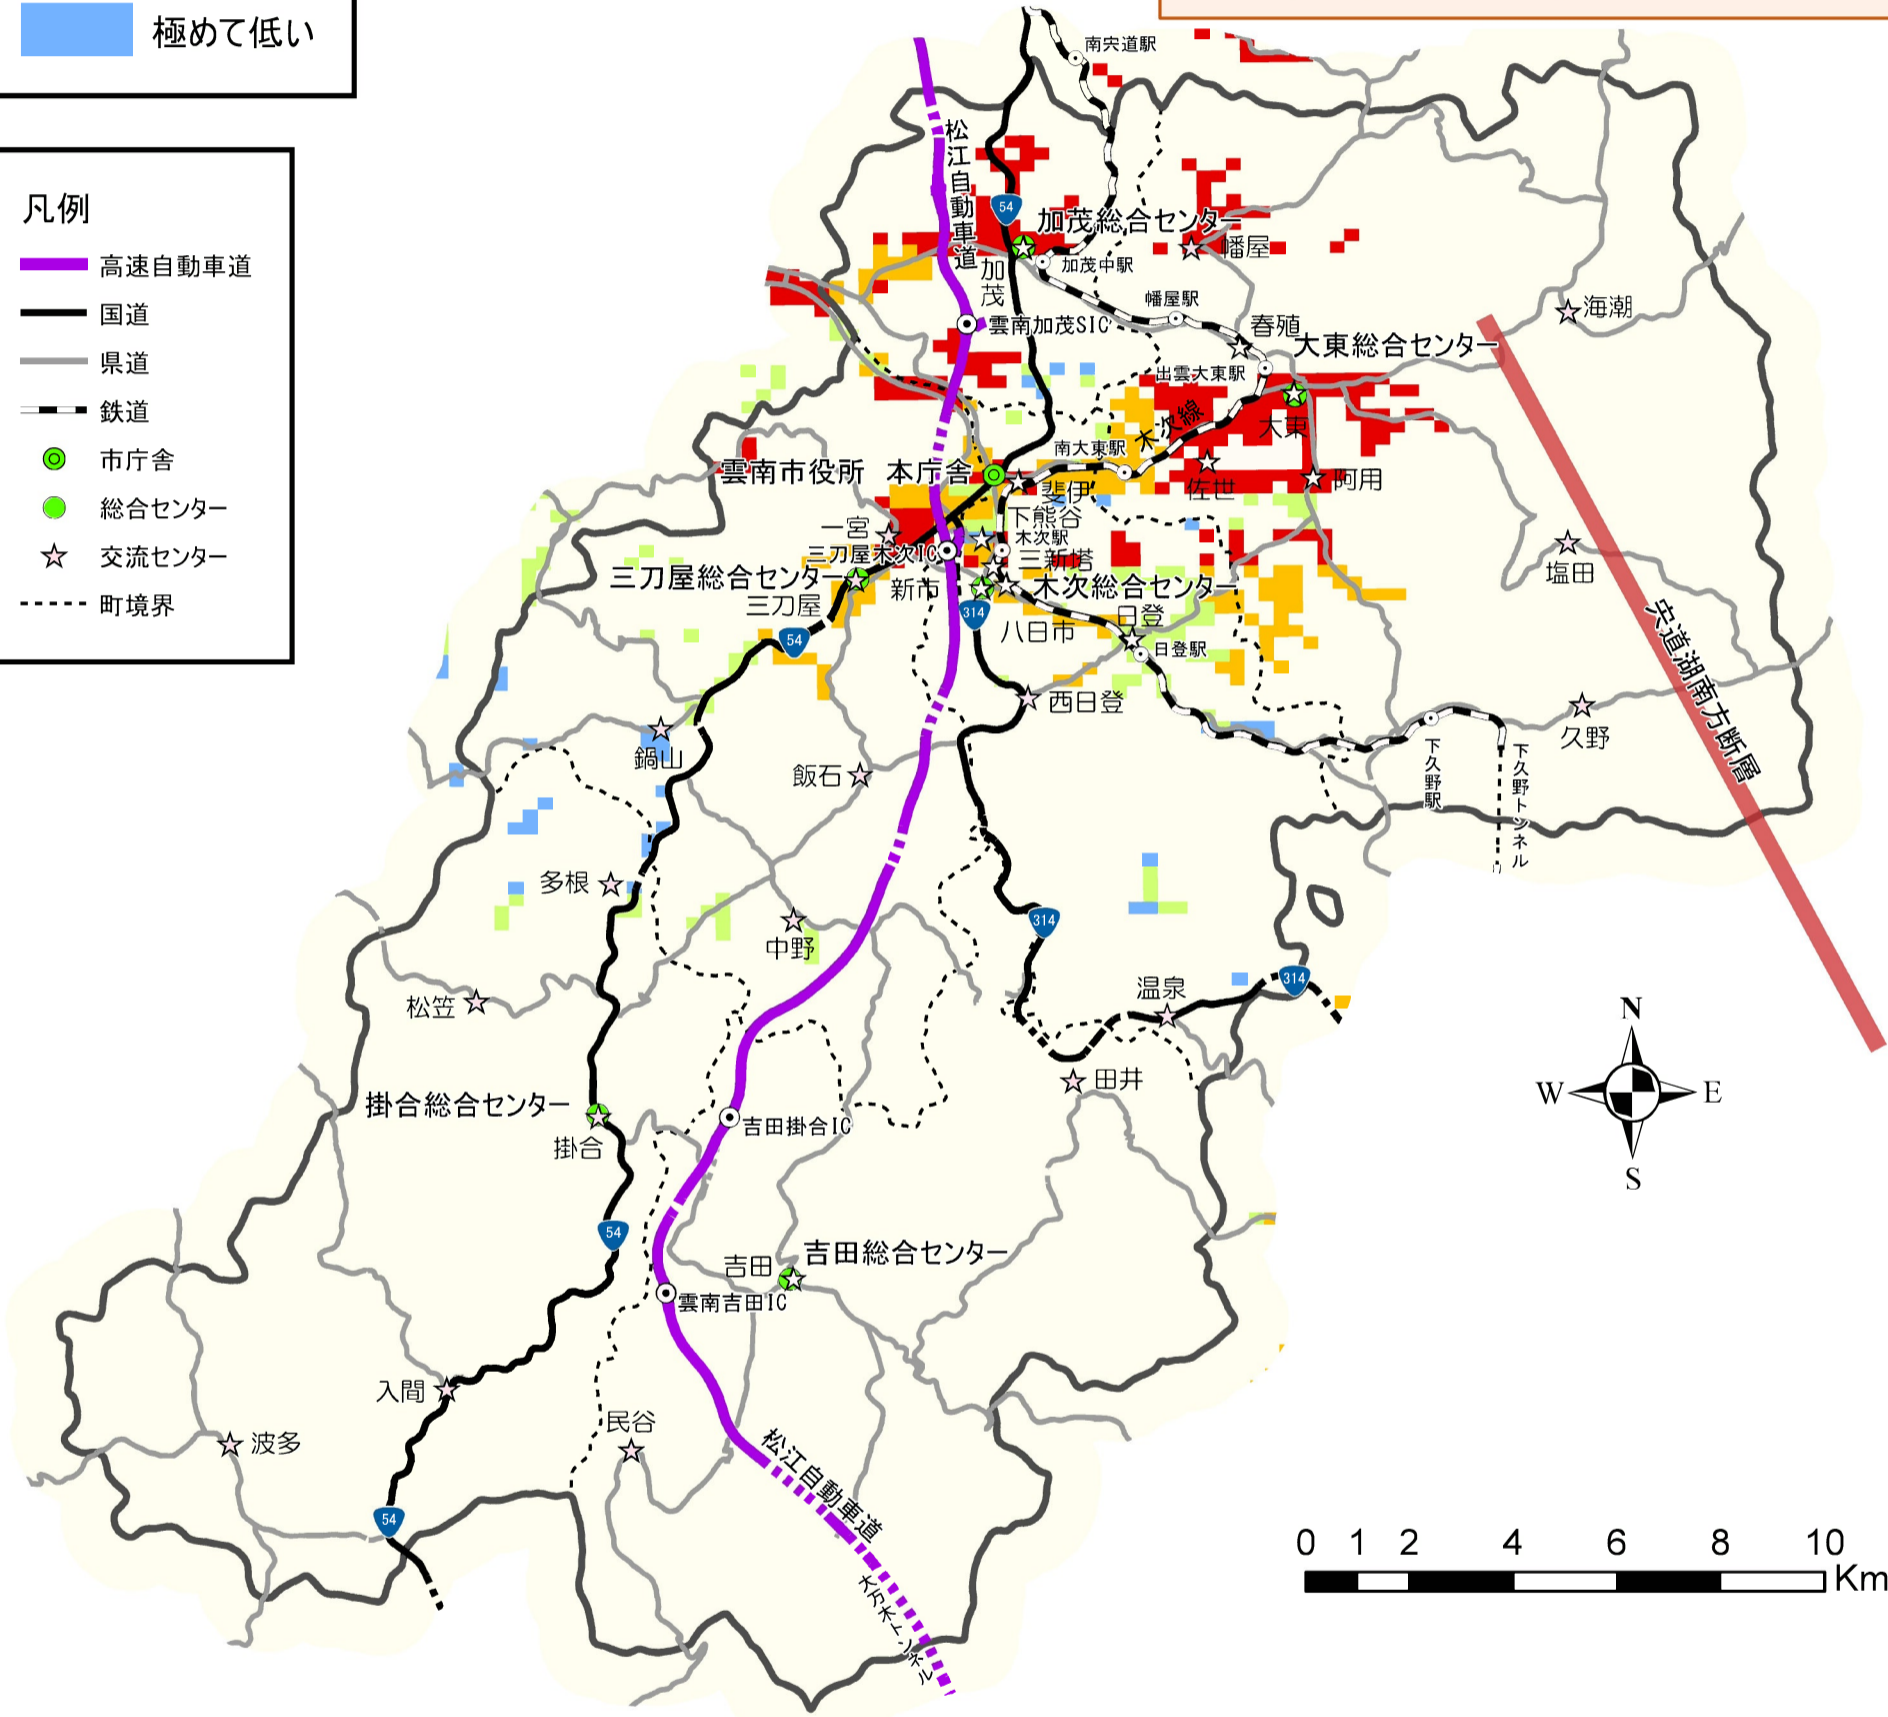 極めて低い
凡例
高速自動車道
国道
県道
鉄道
市庁舎
総合センター
交流センター
町境界
南宍道駅
松江自動車道
54
加茂総合センター
加茂
加茂中駅
幡屋
幡屋駅
雲南加茂SIC
春殖
海潮
大東総合センター
出雲大東駅
大東
木次線
南大東駅
雲南市役所 本庁舎
斐伊
佐世
阿用
下熊谷
一宮
木次駅
三刀屋木次IC
三新塔
塩田
三刀屋総合センター
新市
木次総合センター
三刀屋
314
八日市
日登
54
日登駅
宍道湖南方断層
西日登
久野
鍋山
飯石
下久野駅
下久野トンネル
多根
中野
314
松笠
温泉
314
N
W
E
S
田井
掛合総合センター
掛合
吉田掛合IC
54
吉田総合センター
吉田
雲南吉田IC
入間
民谷
波多
松江自動車道
54
大万木トンネル
0 1 2 4 6 8 10
Km